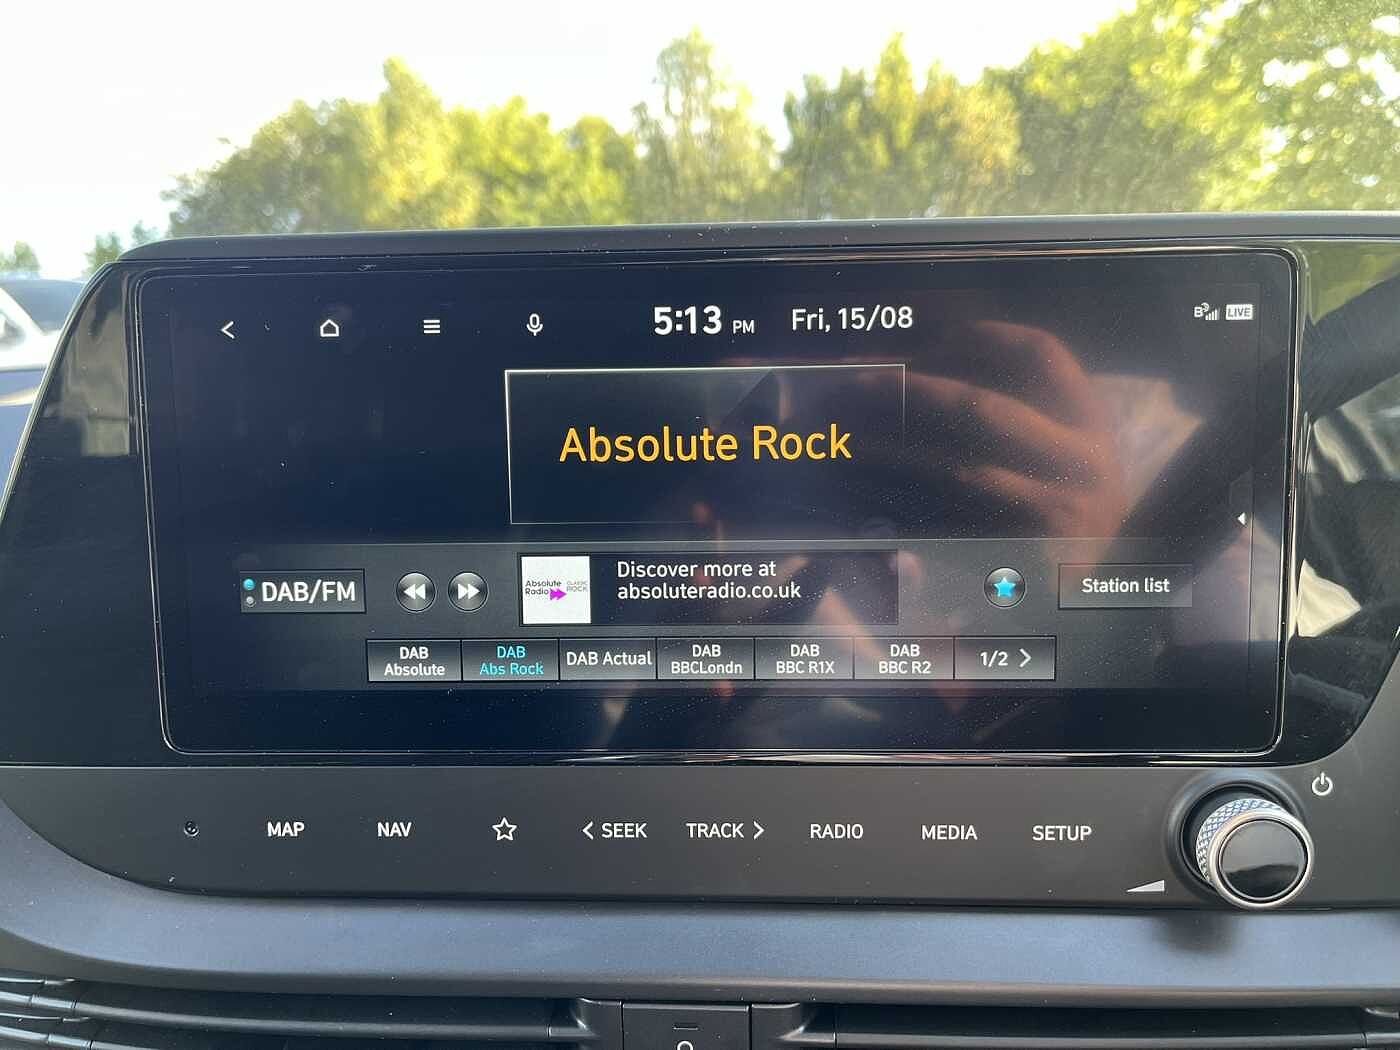 5:13 PM Fri, 15/08
B LIVE
Absolute Rock
DAB/FM
Absolute
Radio
CLASSIC
ROCK
Discover more at
absoluteradio.co.uk
Station list
DAB
Absolute
DAB
Abs Rock
DAB Actual
DAB
BBCLondn
DAB
BBC R1X
DAB
BBC R2
1/2 >
MAP NAV < SEEK TRACK > RADIO MEDIA SETUP